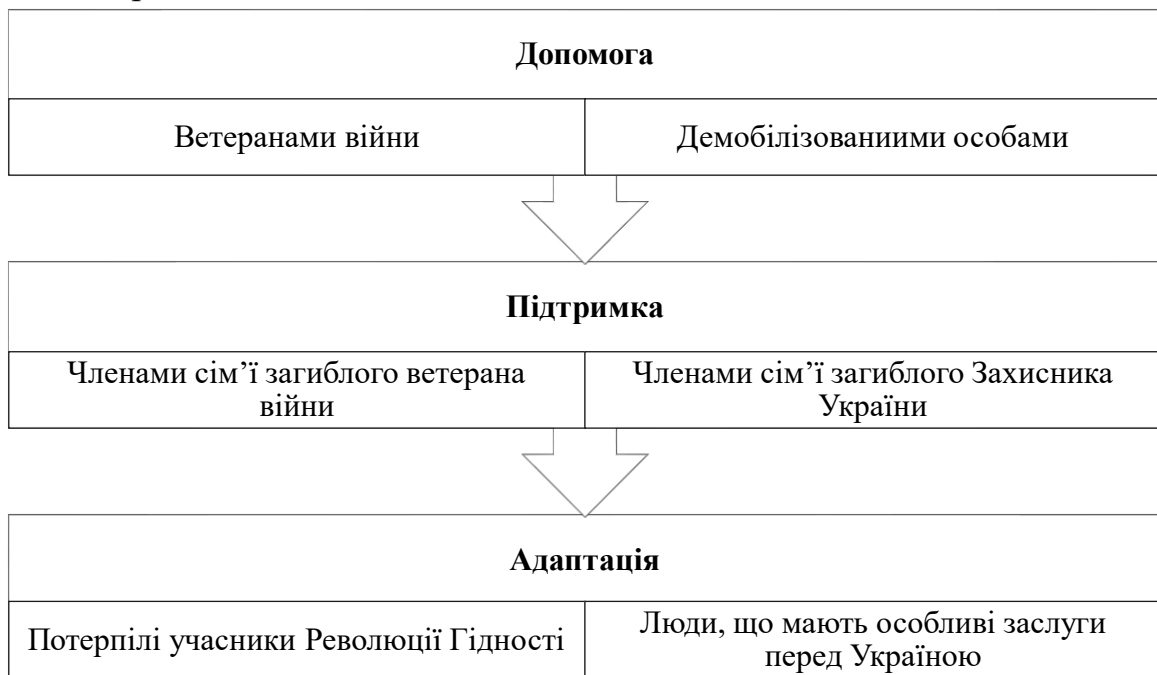 Допомога
Ветеранами війни
Демобілізованиими особами
Підтримка
Членами сім’ї загиблого ветерана
війни
Членами сім’ї загиблого Захисника
України
Адаптація
Потерпілі учасники Революції Гідності
Люди, що мають особливі заслуги
перед Україною